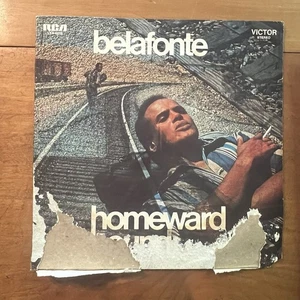 RCA
VICTOR
STEREO
belafonte
homeward